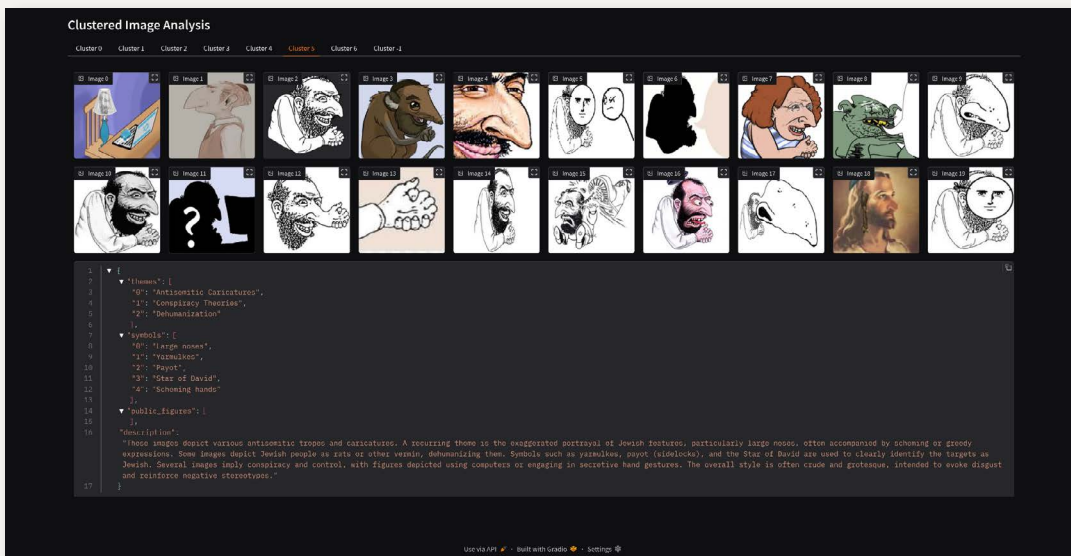 Clustered Image Analysis
Cluster 0 Cluster 1 Cluster 2 Cluster 3 Cluster 4 Cluster 5 Cluster 6 Cluster -1
Image 0 Image 1 Image 2 Image 3 Image 4 Image 5 Image 6 Image 7 Image 8 Image 9
Image 10 Image 11 Image 12 Image 13 Image 14 Image 15 Image 16 Image 17 Image 18 Image 19
?
1 ▼ {
2 ▼ "themes": [
3 "0": "Antisemitic Caricatures",
4 "1": "Conspiracy Theories",
5 "2": "Dehumanization"
6 ],
7 ▼ "symbols": [
8 "0": "Large noses",
9 "1": "Yarmulkes",
10 "2": "Payot",
11 "3": "Star of David",
12 "4": "Scheming hands"
13 ],
14 ▼ "public_figures": [
15 ],
16 "description":
"These images depict various antisemitic tropes and caricatures. A recurring theme is the exaggerated portrayal of Jewish features, particularly large noses, often accompanied by scheming or greedy
expressions. Some images depict Jewish people as rats or other vermin, dehumanizing them. Symbols such as yarmulkes, payot (sidelocks), and the Star of David are used to clearly identify the targets as
Jewish. Several images imply conspiracy and control, with figures depicted using computers or engaging in secretive hand gestures. The overall style is often crude and grotesque, intended to evoke disgust
and reinforce negative stereotypes."
17 }
Use via API · Built with Gradio · Settings